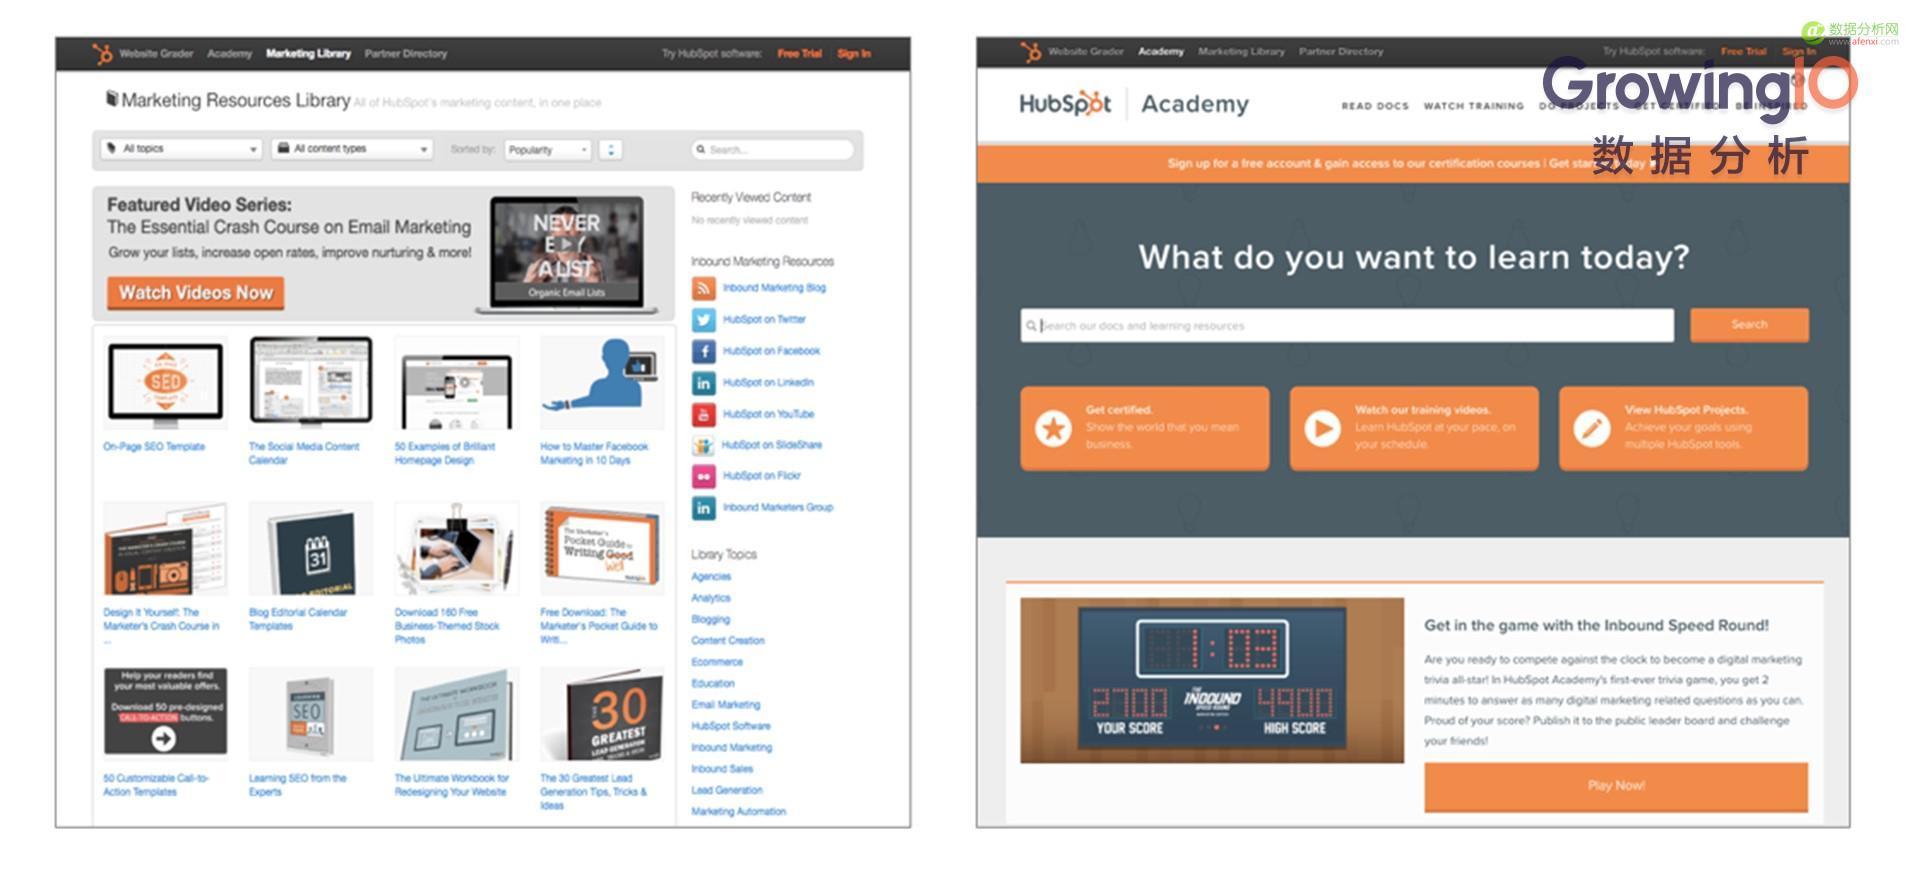 Website Grader Academy Marketing Library Partner Directory Try HubSpot software: Free Trial Sign In
Marketing Resources Library All of HubSpot's marketing content, in one place
All topics All content types Sorted by: Popularity Search...
Featured Video Series:
The Essential Crash Course on Email Marketing
Grow your lists, increase open rates, improve nurturing & more!
Watch Videos Now
NEVER
A LIST
Organic Email Lists
SEO
On-Page SEO Template
The Social Media Content
Calendar
50 Examples of Brilliant
Homepage Design
How to Master Facebook
Marketing in 10 Days
The Marketer's
Pocket Guide to
Writing Good
Well
31
Design It Yourself: The
Marketer's Crash Course in
...
Blog Editorial Calendar
Templates
Download 160 Free
Business-Themed Stock
Photos
Free Download: The
Marketer's Pocket Guide to
Writi...
Help your readers find
your most valuable offers.
Download 50 pre-designed
CALL-TO-ACTION buttons.
SEO
THE ULTIMATE WORKBOOK
30
GREATEST
50 Customizable Call-to-
Action Templates
Learning SEO from the
Experts
The Ultimate Workbook for
Redesigning Your Website
The 30 Greatest Lead
Generation Tips, Tricks &
Ideas
Recently Viewed Content
No recently viewed content
Inbound Marketing Resources
Inbound Marketing Blog
HubSpot on Twitter
HubSpot on Facebook
HubSpot on LinkedIn
HubSpot on YouTube
HubSpot on SlideShare
HubSpot on Flickr
Inbound Marketers Group
Library Topics
Agencies
Analytics
Blogging
Content Creation
Ecommerce
Education
Email Marketing
HubSpot Software
Inbound Marketing
Inbound Sales
Lead Generation
Marketing Automation
数据分析网
www.afenxi.com
Website Grader Academy Marketing Library Partner Directory Try HubSpot software: Free Trial Sign In
GrowingIO
数据分析
HubSpot Academy READ DOCS WATCH TRAINING DO PROJECTS GET CERTIFIED BE INSPIRED
Sign up for a free account & gain access to our certification courses | Get started today
What do you want to learn today?
Search our docs and learning resources Search
Get certified.
Show the world that you mean
business.
Watch our training videos.
Learn HubSpot at your pace, on
your schedule.
View HubSpot Projects.
Achieve your goals using
multiple HubSpot tools.
1:03
2700 4900
YOUR SCORE HIGH SCORE
THE
INBOUND
SPEED ROUND
Get in the game with the Inbound Speed Round!
Are you ready to compete against the clock to become a digital marketing
trivia all-star! In HubSpot Academy's first-ever trivia game, you get 2
minutes to answer as many digital marketing related questions as you can.
Proud of your score? Publish it to the public leader board and challenge
your friends!
Play Now!